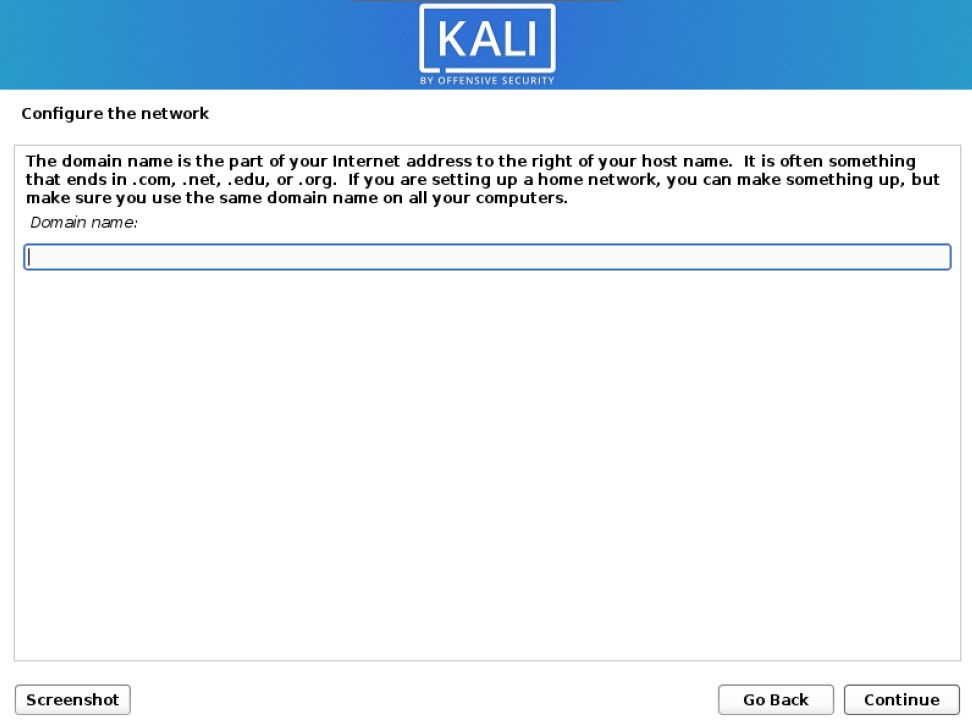 KALI
BY OFFENSIVE SECURITY
Configure the network
The domain name is the part of your Internet address to the right of your host name.  It is often something
that ends in .com, .net, .edu, or .org.  If you are setting up a home network, you can make something up, but
make sure you use the same domain name on all your computers.
Domain name:
Screenshot
Go Back
Continue